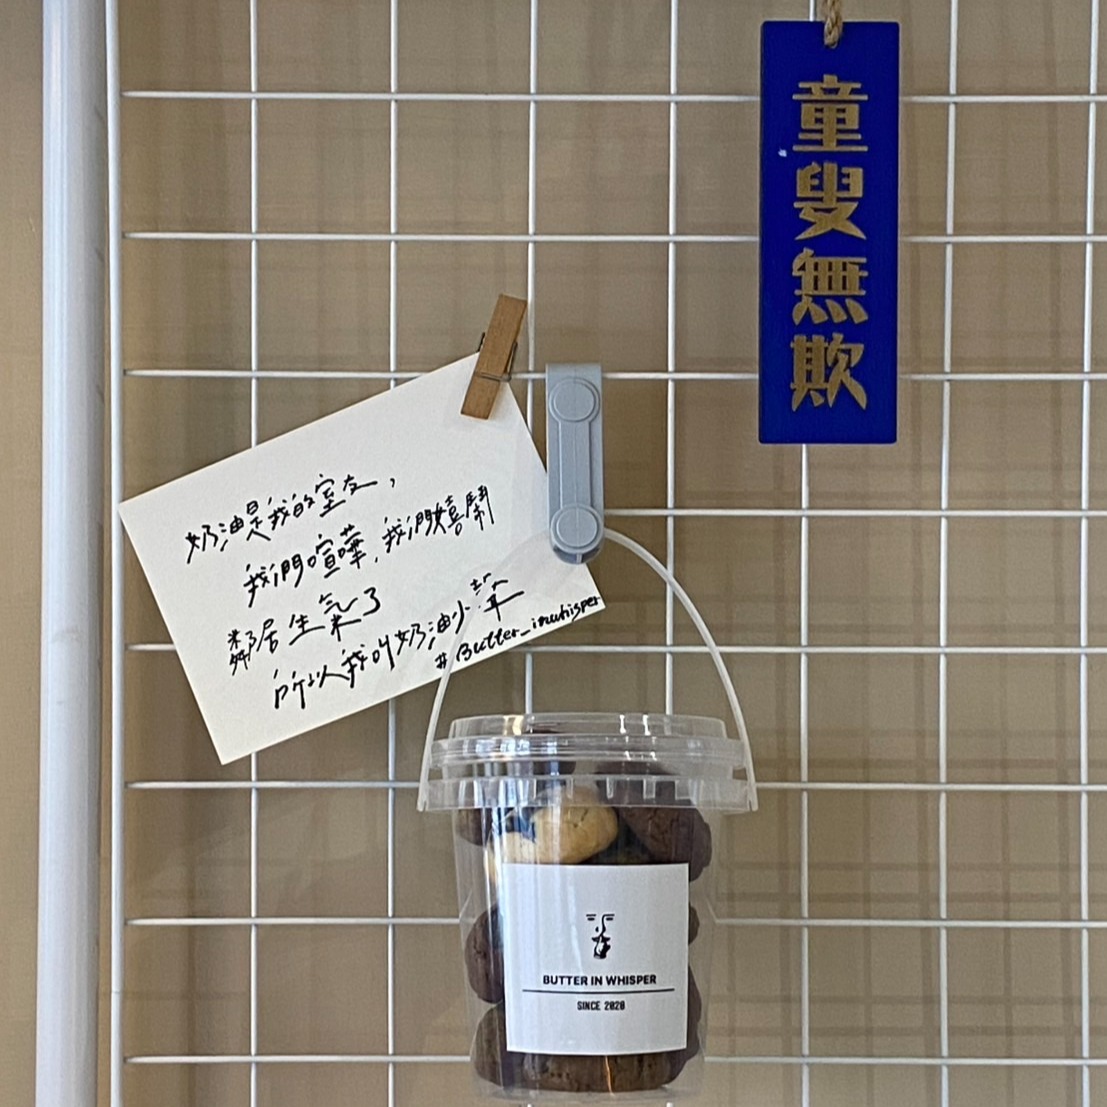 童叟無欺
奶油是我的室友,
我們喧嘩,我們嬉鬧
鄰居生氣了
所以我叫奶油小聲
# Butter_inwhisper
BUTTER IN WHISPER
SINCE 2020